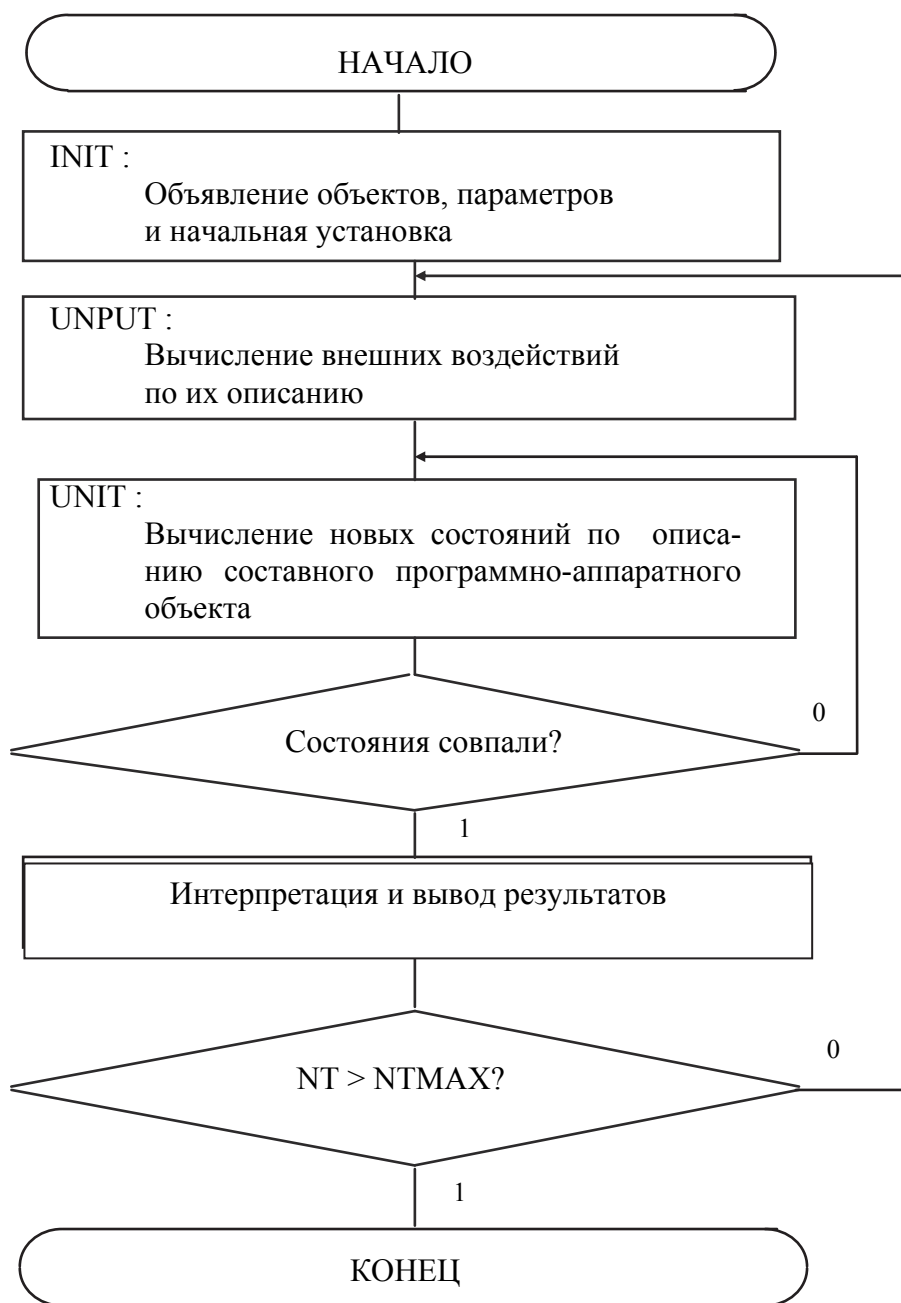 НАЧАЛО
INIT :
Объявление объектов, параметров
и начальная установка
UNPUT :
Вычисление внешних воздействий
по их описанию
UNIT :
Вычисление новых состояний по описа-
нию составного программно-аппаратного
объекта
0
Состояния совпали?
1
Интерпретация и вывод результатов
0
NT > NTMAX?
1
КОНЕЦ